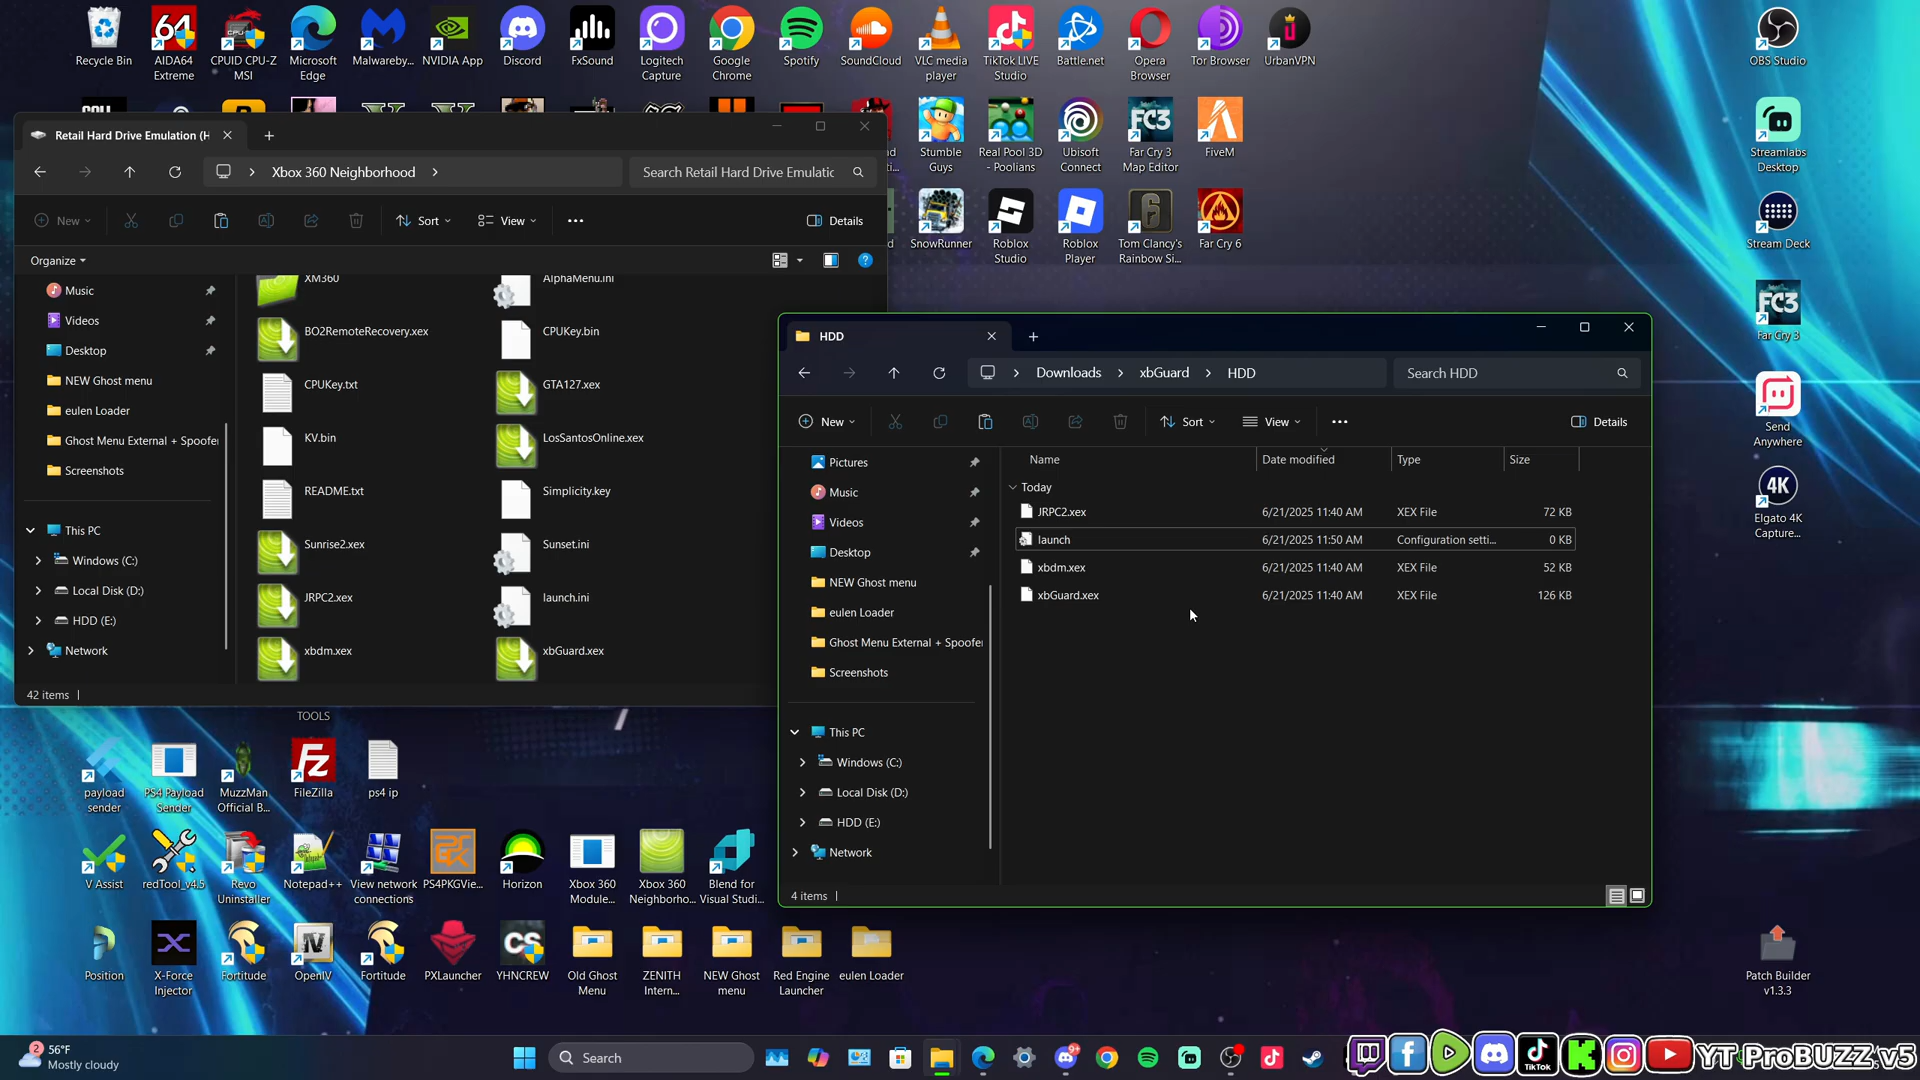 Recycle Bin
AIDA64
Extreme
CPUID CPU-Z
MSI
Microsoft
Edge
Malwareby...
NVIDIA App
Discord
FxSound
Logitech
Capture
Google
Chrome
Spotify
SoundCloud
VLC media
player
TikTok LIVE
Studio
Battle.net
Opera
Browser
Tor Browser
UrbanVPN
OBS Studio
Stumble
Guys
Real Pool 3D
- Poolians
Ubisoft
Connect
Far Cry 3
Map Editor
FiveM
Streamlabs
Desktop
SnowRunner
Roblox
Studio
Roblox
Player
Tom Clancy's
Rainbow Si...
Far Cry 6
Stream Deck
Far Cry 3
Send
Anywhere
Elgato 4K
Capture...
Patch Builder
v1.3.3
Retail Hard Drive Emulation (H
Xbox 360 Neighborhood
Search Retail Hard Drive Emulatic
New
Sort
View
Details
Organize
Music
Videos
Desktop
NEW Ghost menu
eulen Loader
Ghost Menu External + Spoofer
Screenshots
This PC
Windows (C:)
Local Disk (D:)
HDD (E:)
Network
XM360
AlphaMenu.ini
BO2RemoteRecovery.xex
CPUKey.bin
CPUKey.txt
GTA127.xex
KV.bin
LosSantosOnline.xex
README.txt
Simplicity.key
Sunrise2.xex
Sunset.ini
JRPC2.xex
launch.ini
xbdm.xex
xbGuard.xex
42 items
HDD
Downloads
xbGuard
HDD
Search HDD
New
Sort
View
Details
Pictures
Music
Videos
Desktop
NEW Ghost menu
eulen Loader
Ghost Menu External + Spoofer
Screenshots
This PC
Windows (C:)
Local Disk (D:)
HDD (E:)
Network
Name Date modified Type Size
Today
JRPC2.xex 6/21/2025 11:40 AM XEX File 72 KB
launch 6/21/2025 11:50 AM Configuration setti... 0 KB
xbdm.xex 6/21/2025 11:40 AM XEX File 52 KB
xbGuard.xex 6/21/2025 11:40 AM XEX File 126 KB
4 items
TOOLS
payload
sender
PS4 Payload
Sender
MuzzMan
Official B...
FileZilla
ps4 ip
V Assist
redTool_v4.5
Revo
Uninstaller
Notepad++
View network
connections
PS4PKGVie...
Horizon
Xbox 360
Module...
Xbox 360
Neighborho...
Blend for
Visual Studi...
Position
X-Force
Injector
Fortitude
OpenIV
Fortitude
PXLauncher
YHNCREW
Old Ghost
Menu
ZENITH
Intern...
NEW Ghost
menu
Red Engine
Launcher
eulen Loader
2
56°F
Mostly cloudy
Search
9+
TikTok
YT ProBUZZ v5